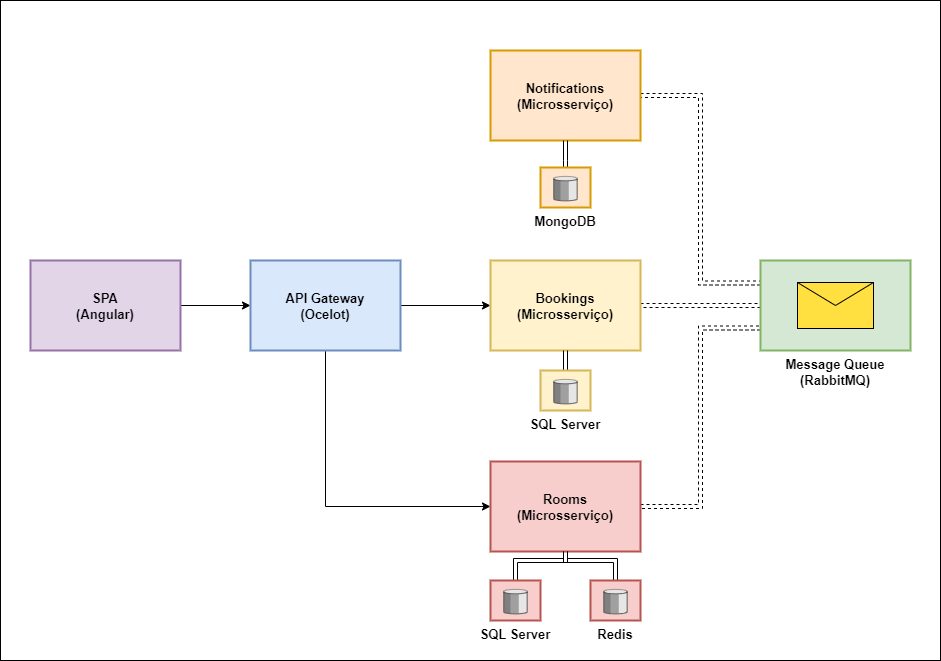 Notifications
(Microsserviço)
MongoDB
SPA
(Angular)
API Gateway
(Ocelot)
Bookings
(Microsserviço)
Message Queue
(RabbitMQ)
SQL Server
Rooms
(Microsserviço)
SQL Server
Redis